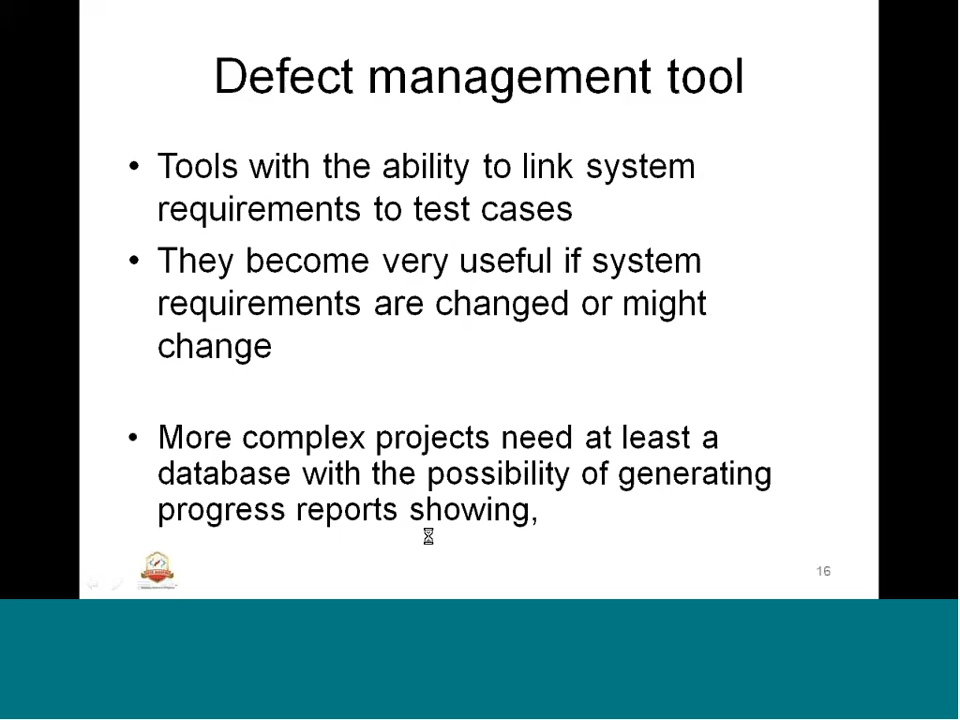 Defect management tool
• Tools with the ability to link system
requirements to test cases
• They become very useful if system
requirements are changed or might
change
• More complex projects need at least a
database with the possibility of generating
progress reports showing,
16